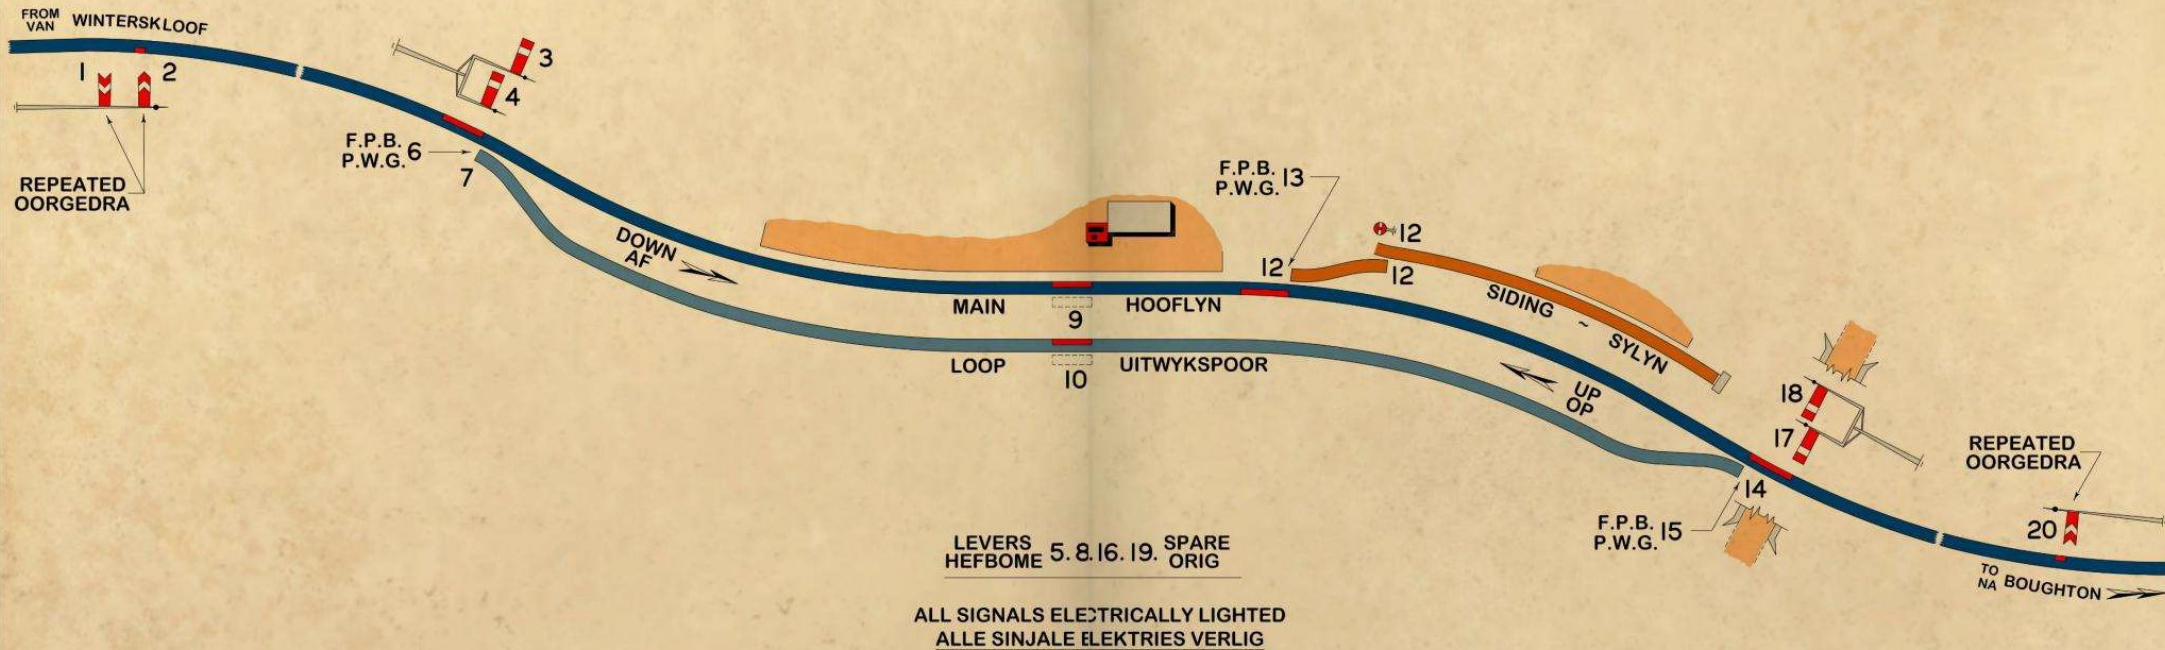 FROM
VAN WINTERSKLOOF
1
2
REPEATED
OORGEDRA
3
4
F.P.B.
P.W.G. 6
7
DOWN
AF
MAIN HOOFLYN
9
LOOP UITWYKSPOOR
10
F.P.B.
P.W.G. 13
12
12
12
SIDING ~ SYLYN
UP
OP
18
17
14
F.P.B.
P.W.G. 15
REPEATED
OORGEDRA
20
TO
NA BOUGHTON
LEVERS
HEFBOME 5. 8. 16. 19. SPARE
ORIG
ALL SIGNALS ELECTRICALLY LIGHTED
ALLE SINJALE ELEKTRIES VERLIG